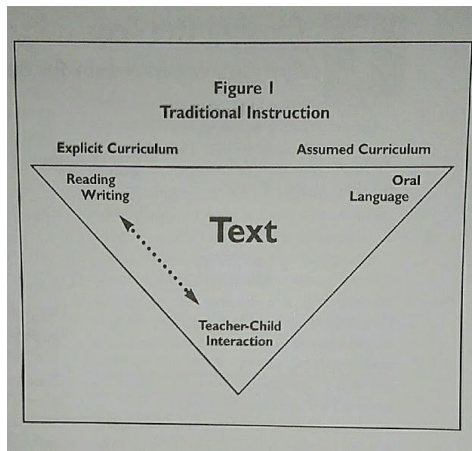 Figure 1
Traditional Instruction
Explicit Curriculum
Assumed Curriculum
Reading
Writing
Oral
Language
Text
Teacher-Child
Interaction